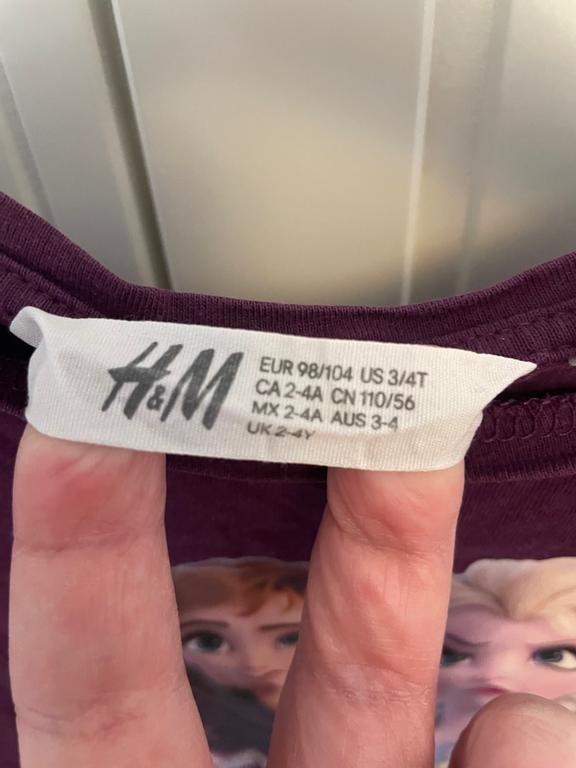 H&M
EUR 98/104 US 3/4T
CA 2-4A CN 110/56
MX 2-4A AUS 3-4
UK 2-4Y